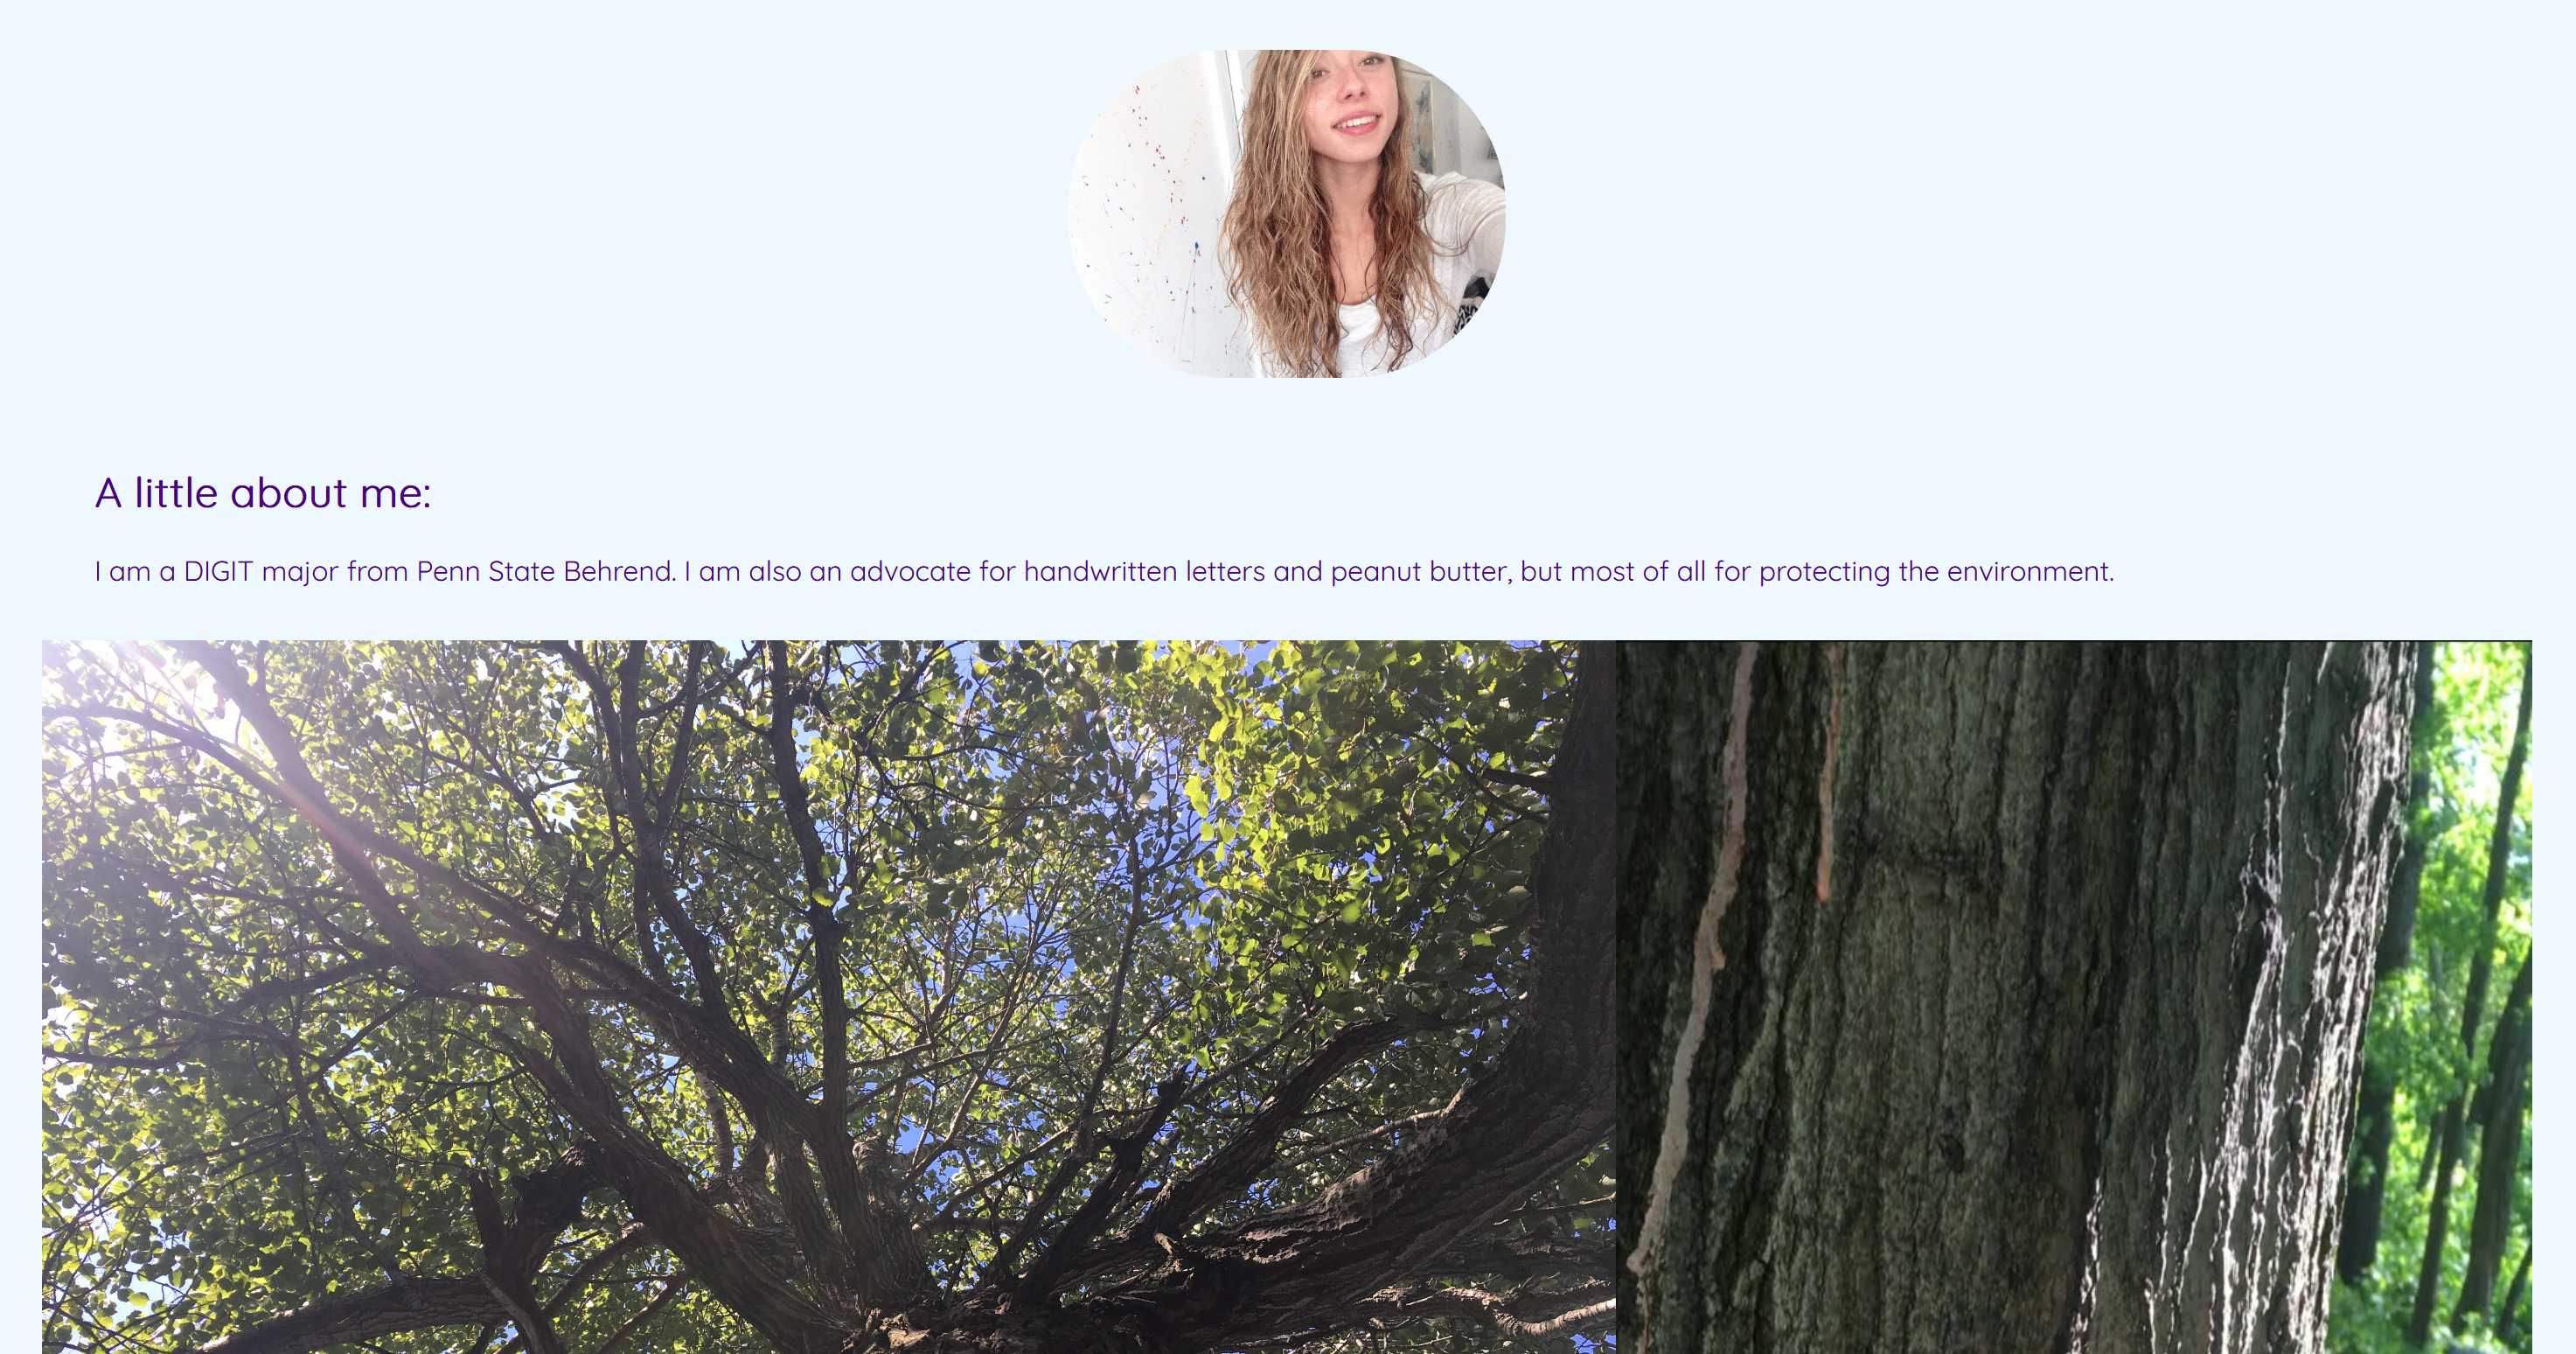 A little about me:
I am a DIGIT major from Penn State Behrend. I am also an advocate for handwritten letters and peanut butter, but most of all for protecting the environment.